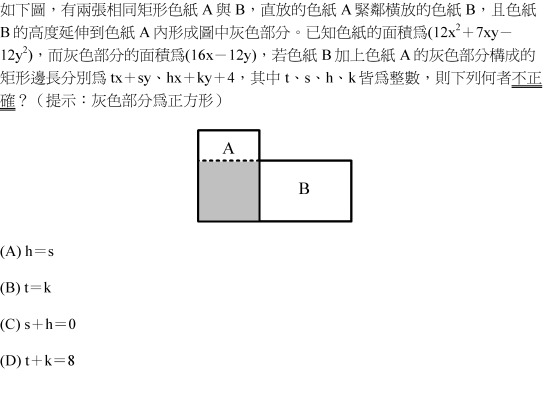 如下圖，有兩張相同矩形色紙 A 與 B，直放的色紙 A 緊鄰橫放的色紙 B，且色紙
B 的高度延伸到色紙 A 內形成圖中灰色部分。已知色紙的面積爲(12x²＋7xy－
12y²)，而灰色部分的面積爲(16x－12y)，若色紙 B 加上色紙 A 的灰色部分構成的
矩形邊長分別爲 tx＋sy、hx＋ky＋4，其中 t、s、h、k 皆爲整數，則下列何者不正
確？（提示：灰色部分爲正方形）
A
B
(A) h＝s
(B) t＝k
(C) s＋h＝0
(D) t＋k＝8